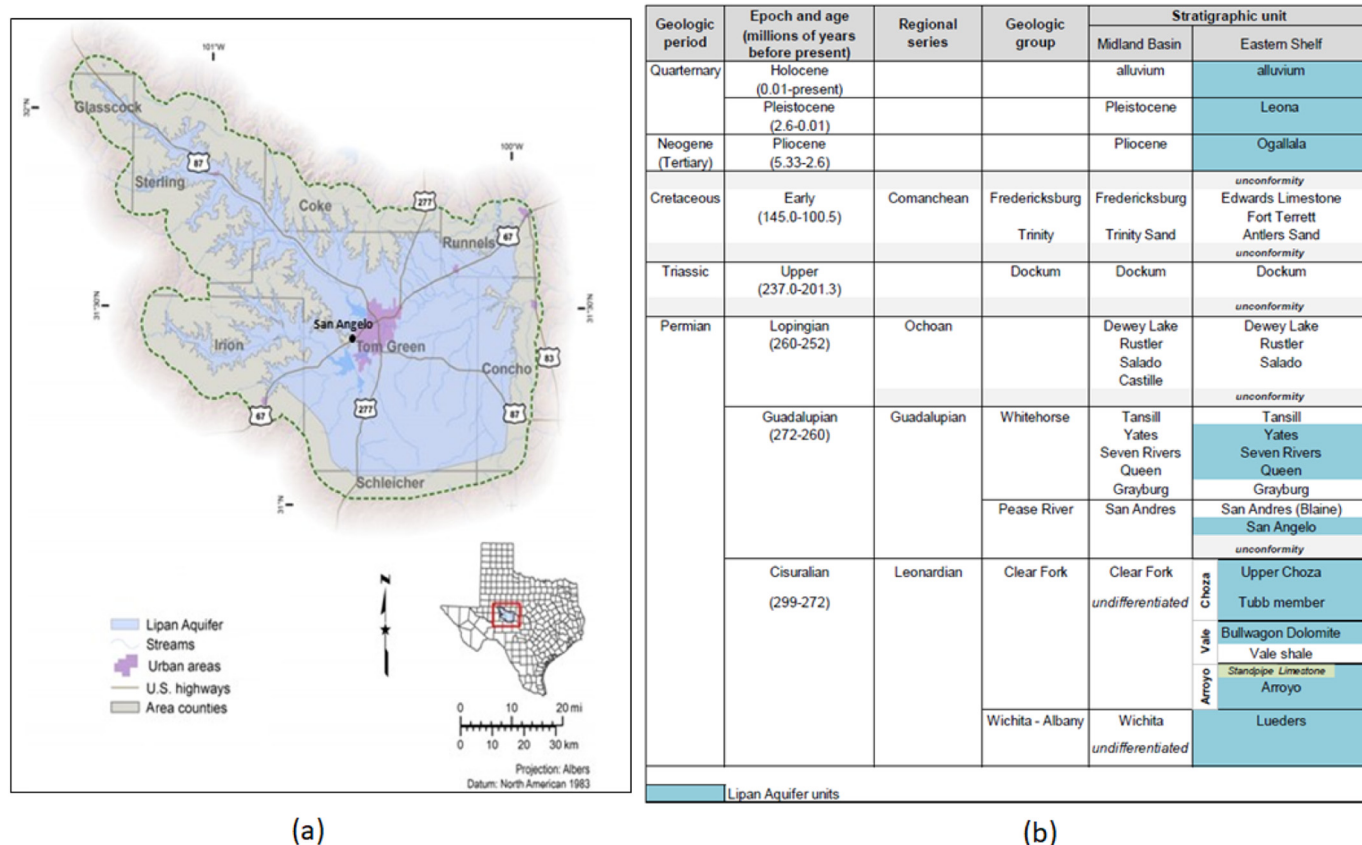 101°W
32°N
Glasscock
87
100°W
Sterling
Coke
277
Runnels
67
31°30'N
San Angelo
31°30'N
Irion
Tom Green
83
Concho
67
277
87
Schleicher
31°N
N
Lipan Aquifer
Streams
Urban areas
U.S. highways
Area counties
0 10 20 mi
0 10 20 30 km
Projection: Albers
Datum: North American 1983
(a)
Geologic period Epoch and age (millions of years before present) Regional series Geologic group Stratigraphic unit
Midland Basin Eastern Shelf
Quarternary Holocene alluvium alluvium
(0.01-present)
Pleistocene Pleistocene Leona
(2.6-0.01)
Neogene Pliocene Pliocene Ogallala
(Tertiary) (5.33-2.6)
unconformity
Cretaceous Early Comanchean Fredericksburg Fredericksburg Edwards Limestone
(145.0-100.5) Fort Terrett
Trinity Trinity Sand Antlers Sand
unconformity
Triassic Upper Dockum Dockum Dockum
(237.0-201.3)
unconformity
Permian Lopingian Ochoan Dewey Lake Dewey Lake
(260-252) Rustler Rustler
Salado Salado
Castille
unconformity
Guadalupian Guadalupian Whitehorse Tansill Tansill
(272-260) Yates Yates
Seven Rivers Seven Rivers
Queen Queen
Grayburg Grayburg
Pease River San Andres San Andres (Blaine)
San Angelo
unconformity
Cisuralian Leonardian Clear Fork Clear Fork Choza Upper Choza
(299-272) undifferentiated Tubb member
Vale Bullwagon Dolomite
Vale shale
Arroyo Standpipe Limestone
Arroyo
Wichita - Albany Wichita Lueders
undifferentiated
Lipan Aquifer units
(b)